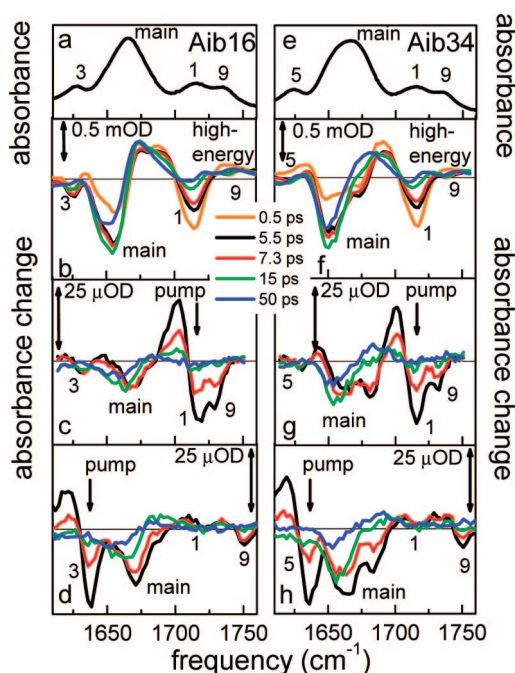 a main Aib16
3 1 9
e main Aib34
5 1 9
absorbance
absorbance
0.5 mOD high-energy
3 main 1 9
b
0.5 mOD high-energy
5 main 1 9
f
0.5 ps
5.5 ps
7.3 ps
15 ps
50 ps
25 μOD pump
3 main 1 9
c
25 μOD pump
5 main 1 9
g
absorbance change
absorbance change
pump 25 μOD
3 main 1 9
d
pump 25 μOD
5 main 1 9
h
1650 1700 1750 1650 1700 1750
frequency (cm⁻¹)